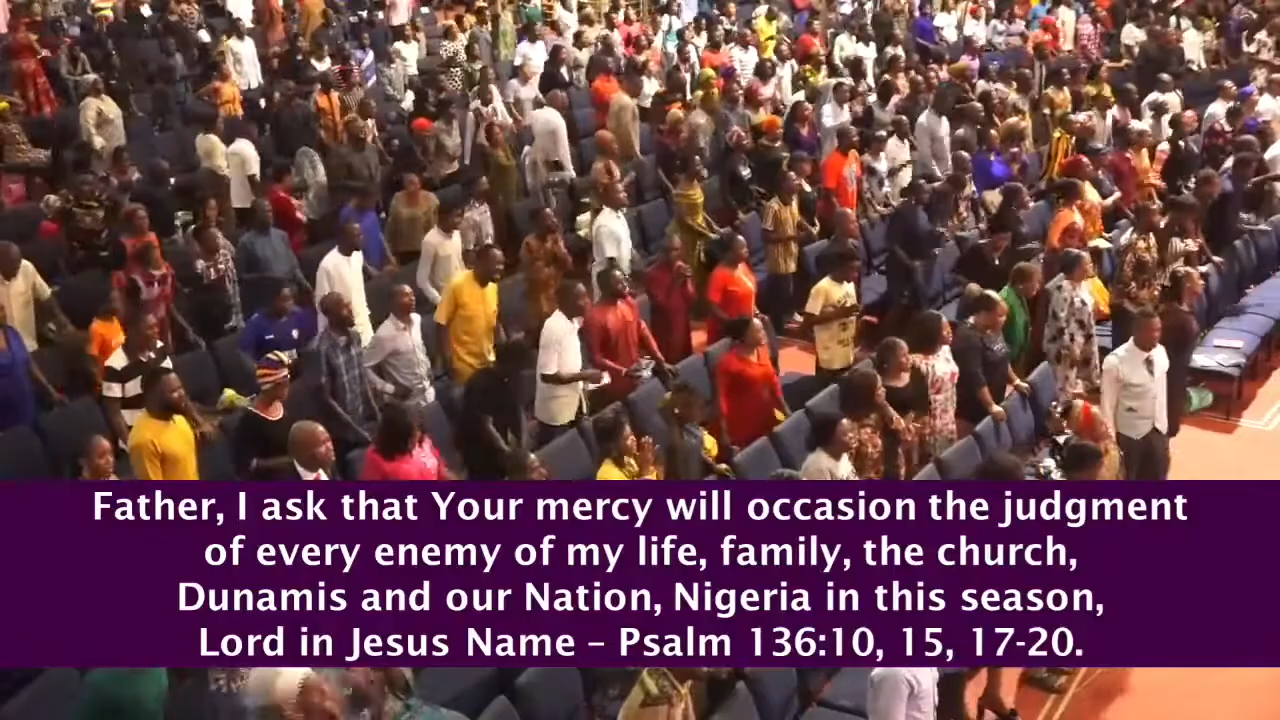 Father, I ask that Your mercy will occasion the judgment
of every enemy of my life, family, the church,
Dunamis and our Nation, Nigeria in this season,
Lord in Jesus Name – Psalm 136:10, 15, 17-20.